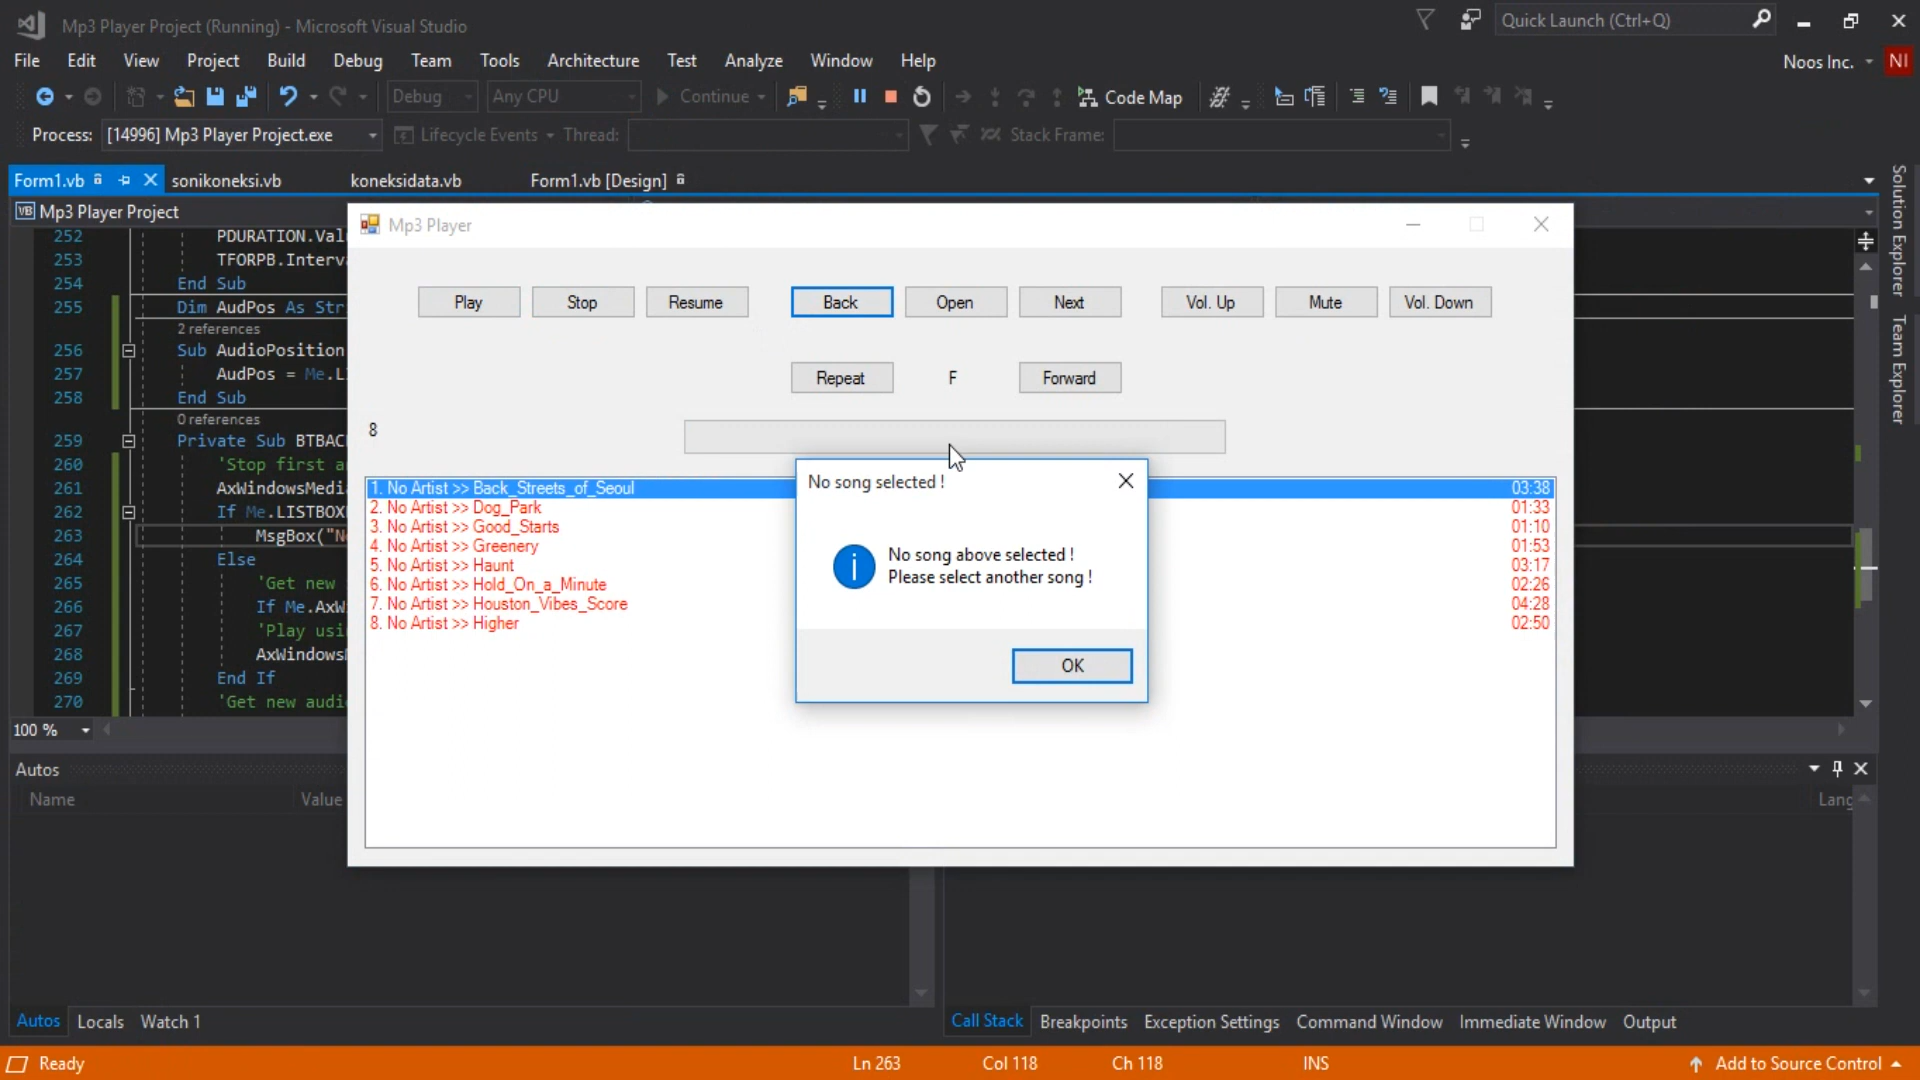 Mp3 Player Project (Running) - Microsoft Visual Studio
Quick Launch (Ctrl+Q)
File Edit View Project Build Debug Team Tools Architecture Test Analyze Window Help
Noos Inc. NI
Debug Any CPU Continue Code Map
Process: [14996] Mp3 Player Project.exe Lifecycle Events Thread: Stack Frame:
Form1.vb sonikoneksi.vb koneksidata.vb Form1.vb [Design]
VB Mp3 Player Project
Solution Explorer
Team Explorer
252 PDURATION.Val
253 TFORPB.Interva
254 End Sub
255 Dim AudPos As Str
2 references
256 Sub AudioPosition
257 AudPos = Me.LI
258 End Sub
0 references
259 Private Sub BTBACK
260 'Stop first a
261 AxWindowsMedi
262 If Me.LISTBOX
263 MsgBox("No
264 Else
265 'Get new
266 If Me.AxW
267 'Play usi
268 AxWindowsM
269 End If
270 'Get new audi
100 %
Mp3 Player
Play Stop Resume Back Open Next Vol. Up Mute Vol. Down
Repeat F Forward
8
1. No Artist >> Back_Streets_of_Seoul 03:38
2. No Artist >> Dog_Park 01:33
3. No Artist >> Good_Starts 01:10
4. No Artist >> Greenery 01:53
5. No Artist >> Haunt 03:17
6. No Artist >> Hold_On_a_Minute 02:26
7. No Artist >> Houston_Vibes_Score 04:28
8. No Artist >> Higher 02:50
No song selected !
No song above selected !
Please select another song !
OK
Autos
Name Value
Lang
Autos Locals Watch 1
Call Stack Breakpoints Exception Settings Command Window Immediate Window Output
Ready Ln 263 Col 118 Ch 118 INS Add to Source Control